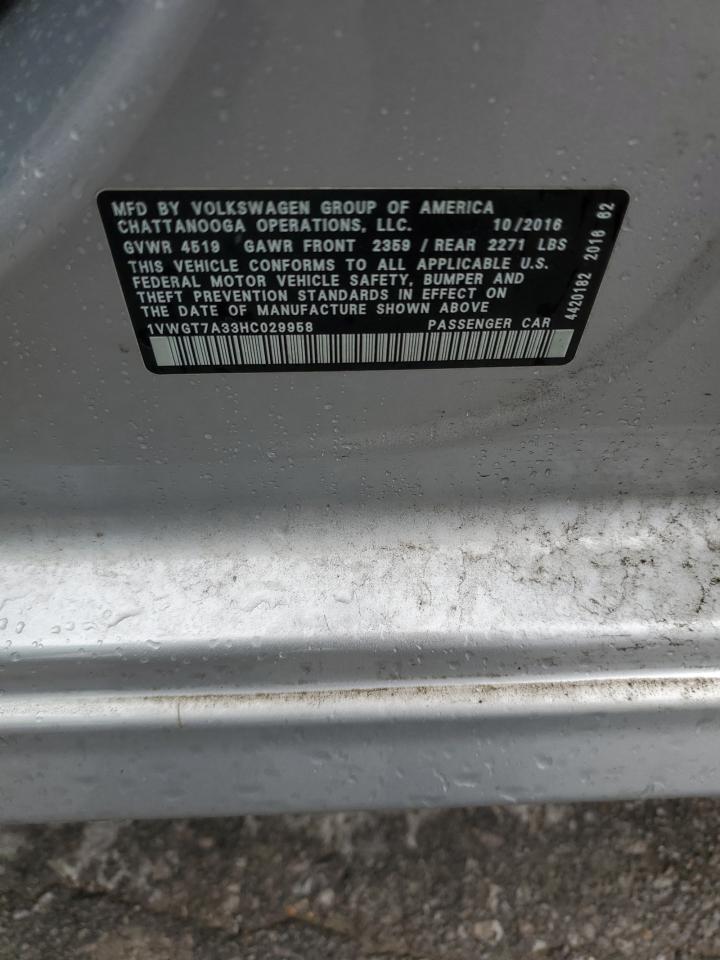 MFD BY VOLKSWAGEN GROUP OF AMERICA
CHATTANOOGA OPERATIONS, LLC. 10/2016
GVWR 4519 GAWR FRONT 2359 / REAR 2271 LBS
THIS VEHICLE CONFORMS TO ALL APPLICABLE U.S.
FEDERAL MOTOR VEHICLE SAFETY, BUMPER AND
THEFT PREVENTION STANDARDS IN EFFECT ON
THE DATE OF MANUFACTURE SHOWN ABOVE
1VWGT7A33HC029958 PASSENGER CAR
4420182 2016 62